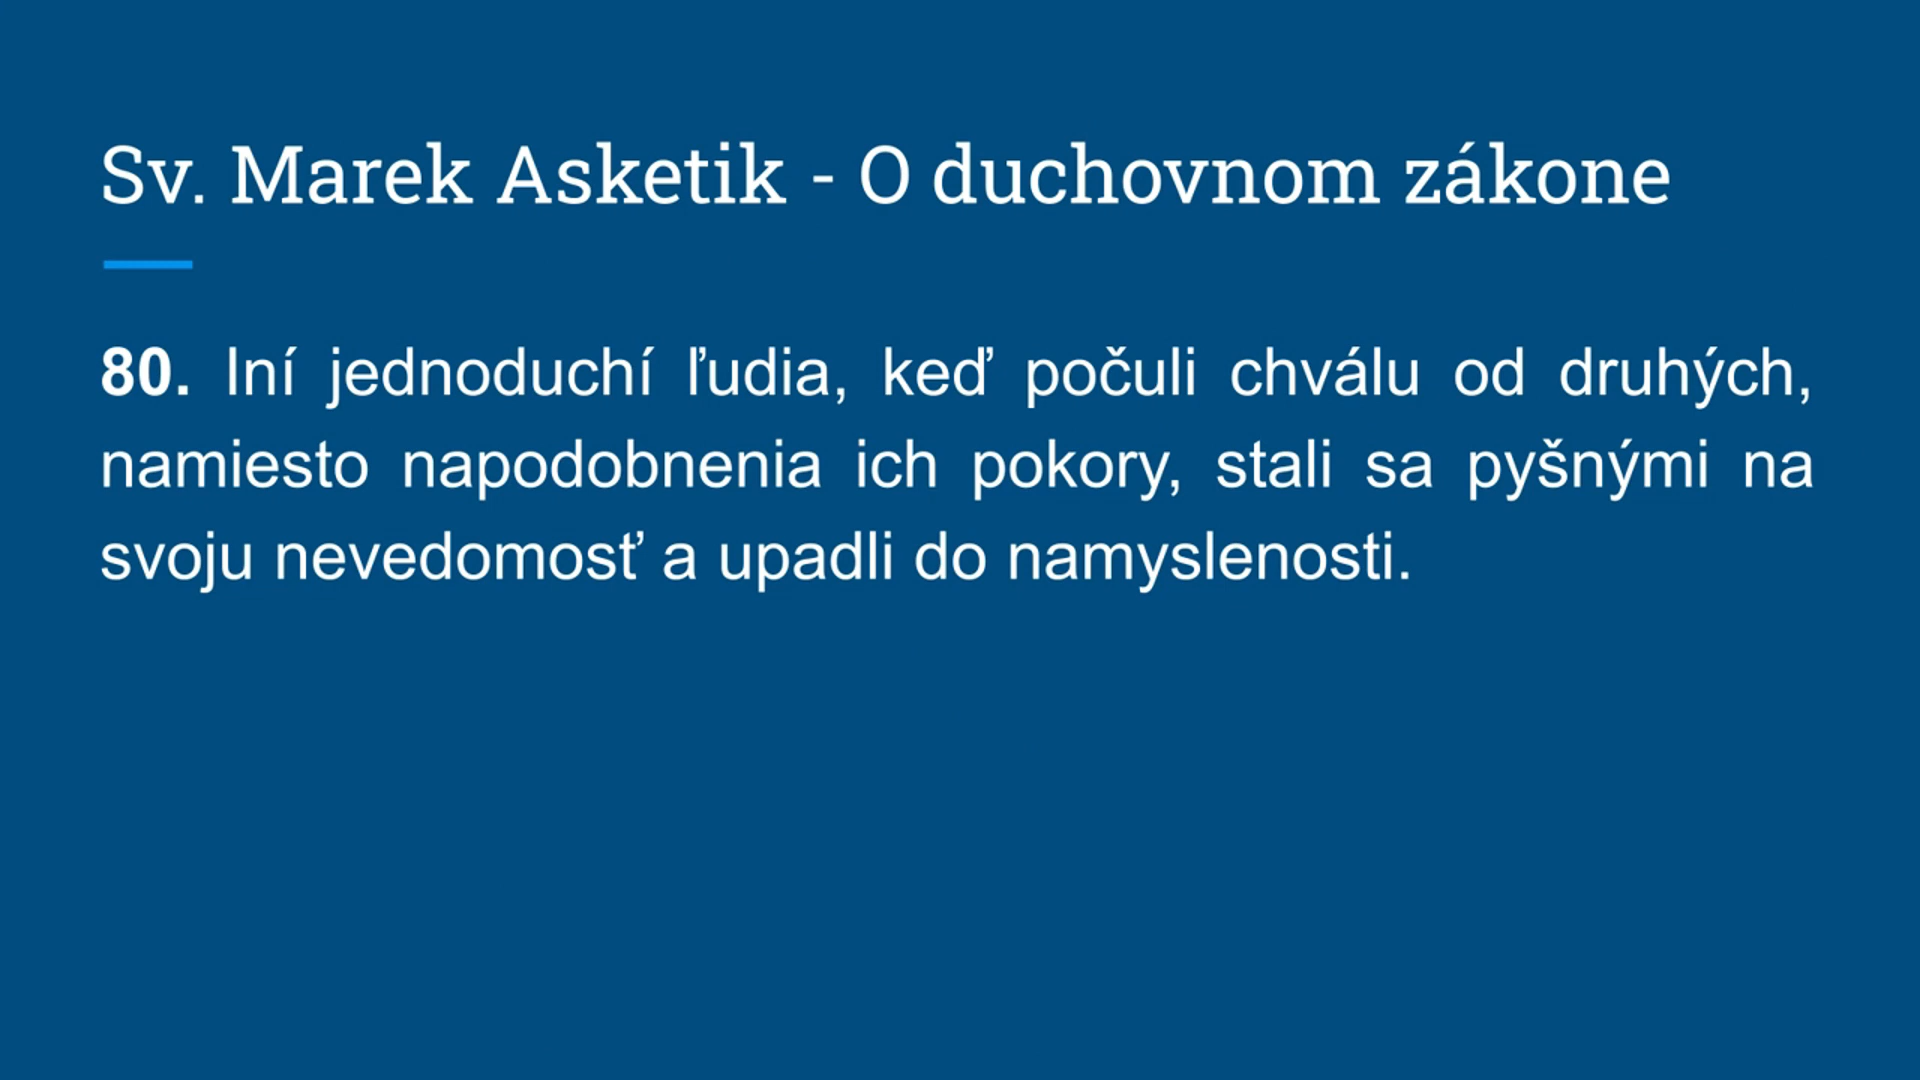 Sv. Marek Asketik - O duchovnom zákone
80. Iní jednoduchí ľudia, keď počuli chválu od druhých,
namiesto napodobnenia ich pokory, stali sa pyšnými na
svoju nevedomosť a upadli do namyslenosti.